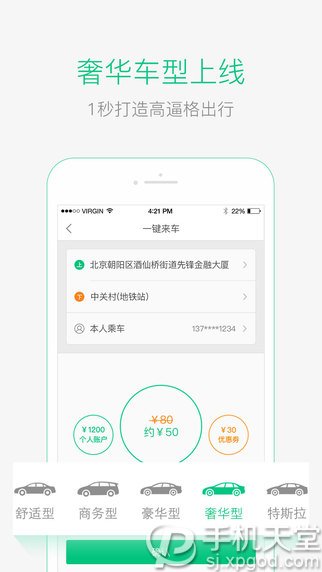 奢华车型上线
1秒打造高逼格出行
VIRGIN
4:21 PM
22%
一键来车
上 北京朝阳区酒仙桥街道先锋金融大厦
下 中关村(地铁站)
本人乘车 137****1234
¥1200
个人账户
¥80
约¥50
¥30
优惠券
舒适型 商务型 豪华型 奢华型 特斯拉
手机天堂
sj.xpgod.com